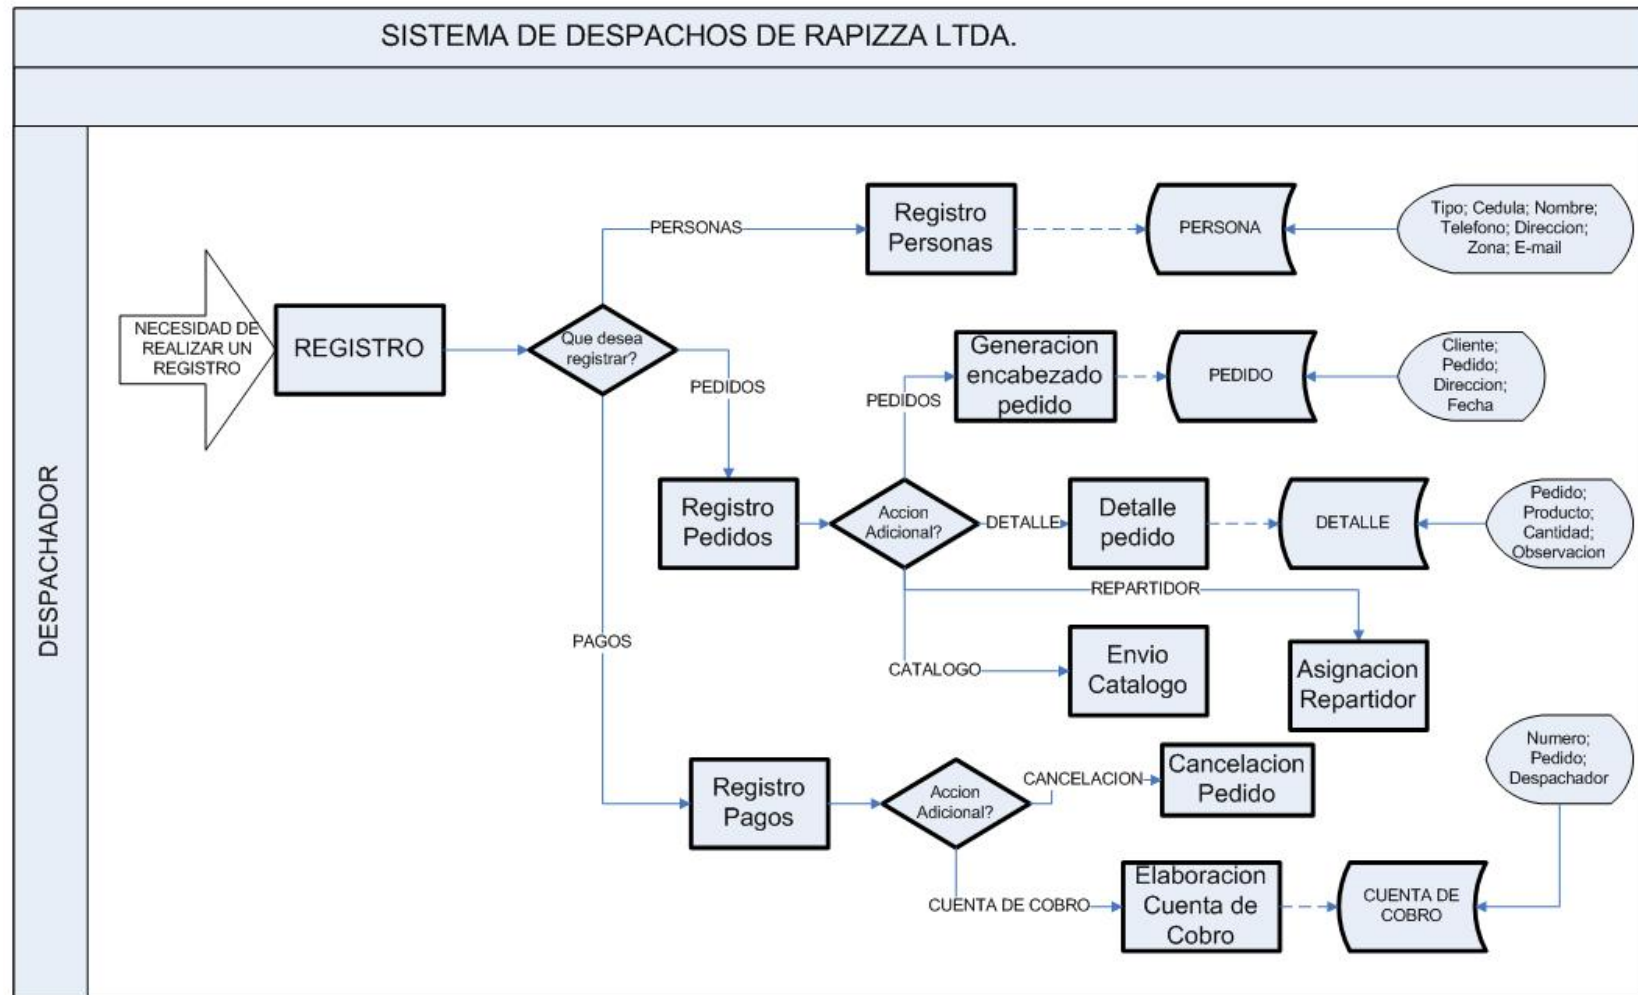 SISTEMA DE DESPACHOS DE RAPIZZA LTDA.
DESPACHADOR
NECESIDAD DE
REALIZAR UN
REGISTRO
REGISTRO
Que desea
registrar?
PERSONAS
Registro
Personas
PERSONA
Tipo; Cedula; Nombre;
Telefono; Direccion;
Zona; E-mail
PEDIDOS
Registro
Pedidos
Accion
Adicional?
PEDIDOS
Generacion
encabezado
pedido
PEDIDO
Cliente;
Pedido;
Direccion;
Fecha
DETALLE
Detalle
pedido
DETALLE
Pedido;
Producto;
Cantidad;
Observacion
REPARTIDOR
Asignacion
Repartidor
CATALOGO
Envio
Catalogo
PAGOS
Registro
Pagos
Accion
Adicional?
CANCELACION
Cancelacion
Pedido
CUENTA DE COBRO
Elaboracion
Cuenta de
Cobro
CUENTA DE
COBRO
Numero;
Pedido;
Despachador